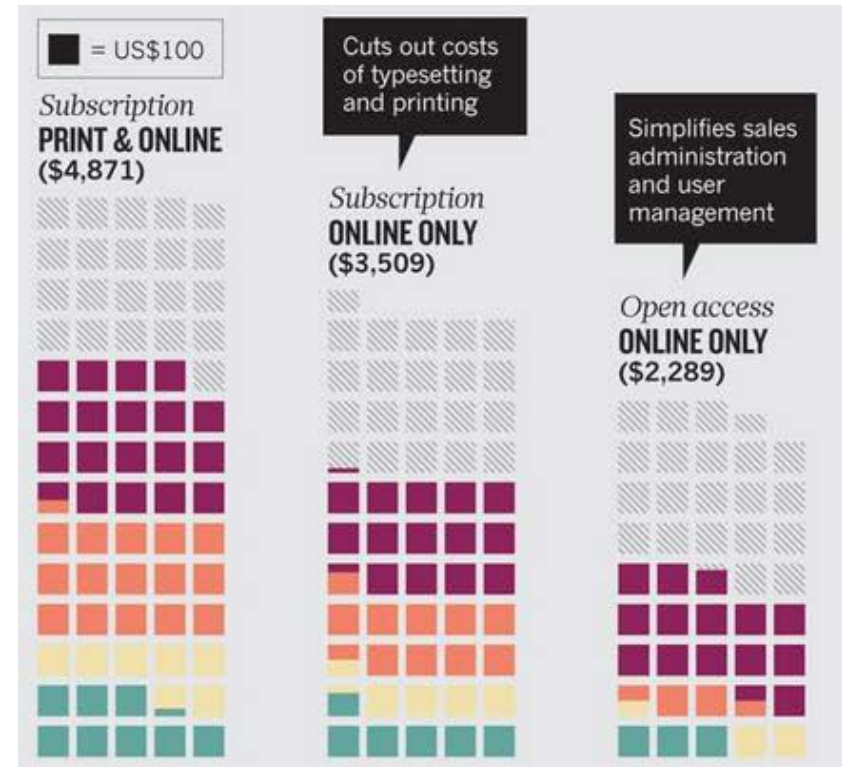 = US$100
Subscription
PRINT & ONLINE
($4,871)
Cuts out costs
of typesetting
and printing
Subscription
ONLINE ONLY
($3,509)
Simplifies sales
administration
and user
management
Open access
ONLINE ONLY
($2,289)